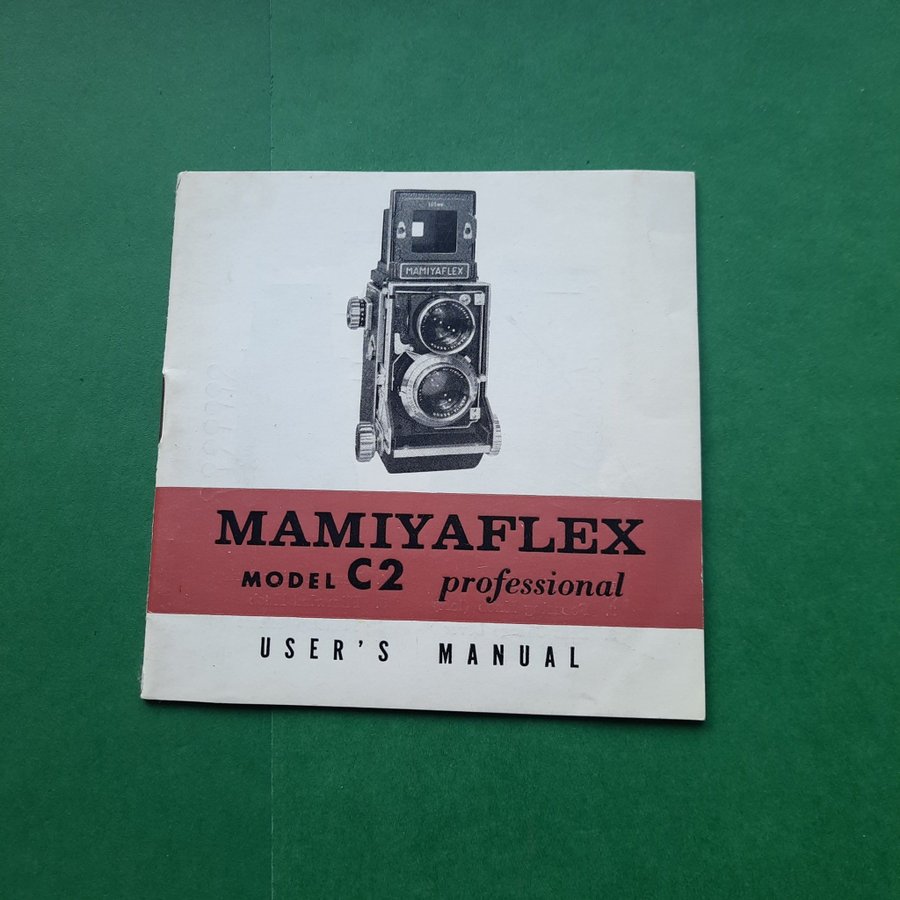 MAMIYAFLEX
MAMIYAFLEX
MODEL C2 professional
USER'S MANUAL